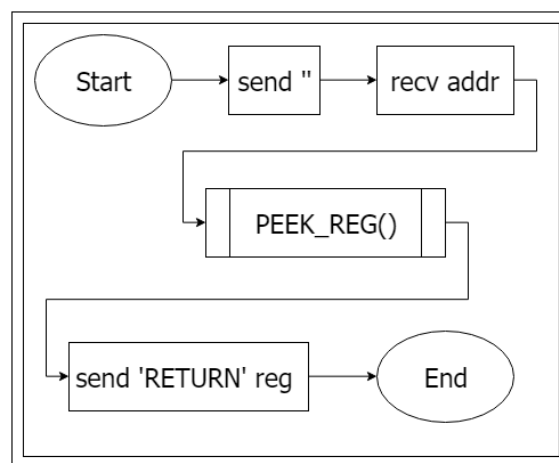 Start
send "
recv addr
PEEK_REG()
send 'RETURN' reg
End